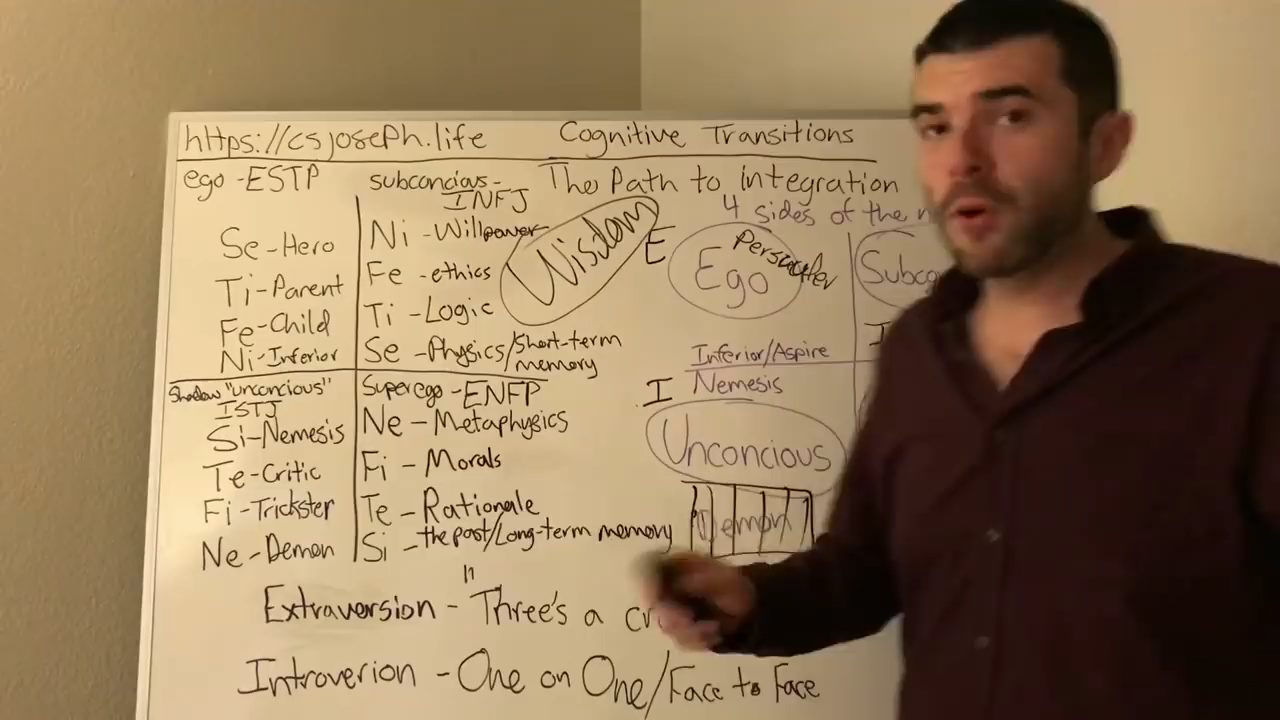 https://csjoseph.life Cognitive Transitions
ego - ESTP
Se - Hero
Ti - Parent
Fe - Child
Ni - Inferior
subconcious -
INFJ
Ni - Willpower
Fe - ethics
Ti - Logic
Se - Physics/Short-term
memory
Wisdom
Shadow "unconcious"
ISTJ
Si - Nemesis
Te - Critic
Fi - Trickster
Ne - Demon
Superego - ENFP
Ne - Metaphysics
Fi - Morals
Te - Rationale
Si - the past/Long-term memory
The Path to integration
4 sides of the
E
Ego
Inferior/Aspire
I Nemesis
Unconcious
Demon
Extraversion - "Three's a
Introverion - One on One/Face to Face